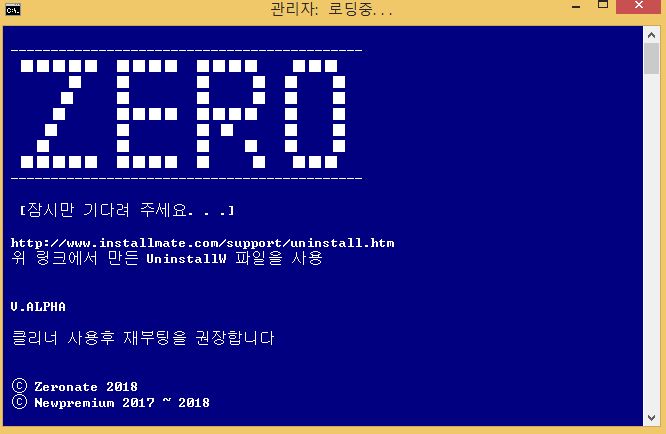 관리자: 로딩중...
ZERO
[잠시만 기다려 주세요. . .]
http://www.installmate.com/support/uninstall.htm
위 링크에서 만든 UninstallW 파일을 사용
V.ALPHA
클리너 사용후 재부팅을 권장합니다
ⓒ Zeronate 2018
ⓒ Newpremium 2017 ~ 2018